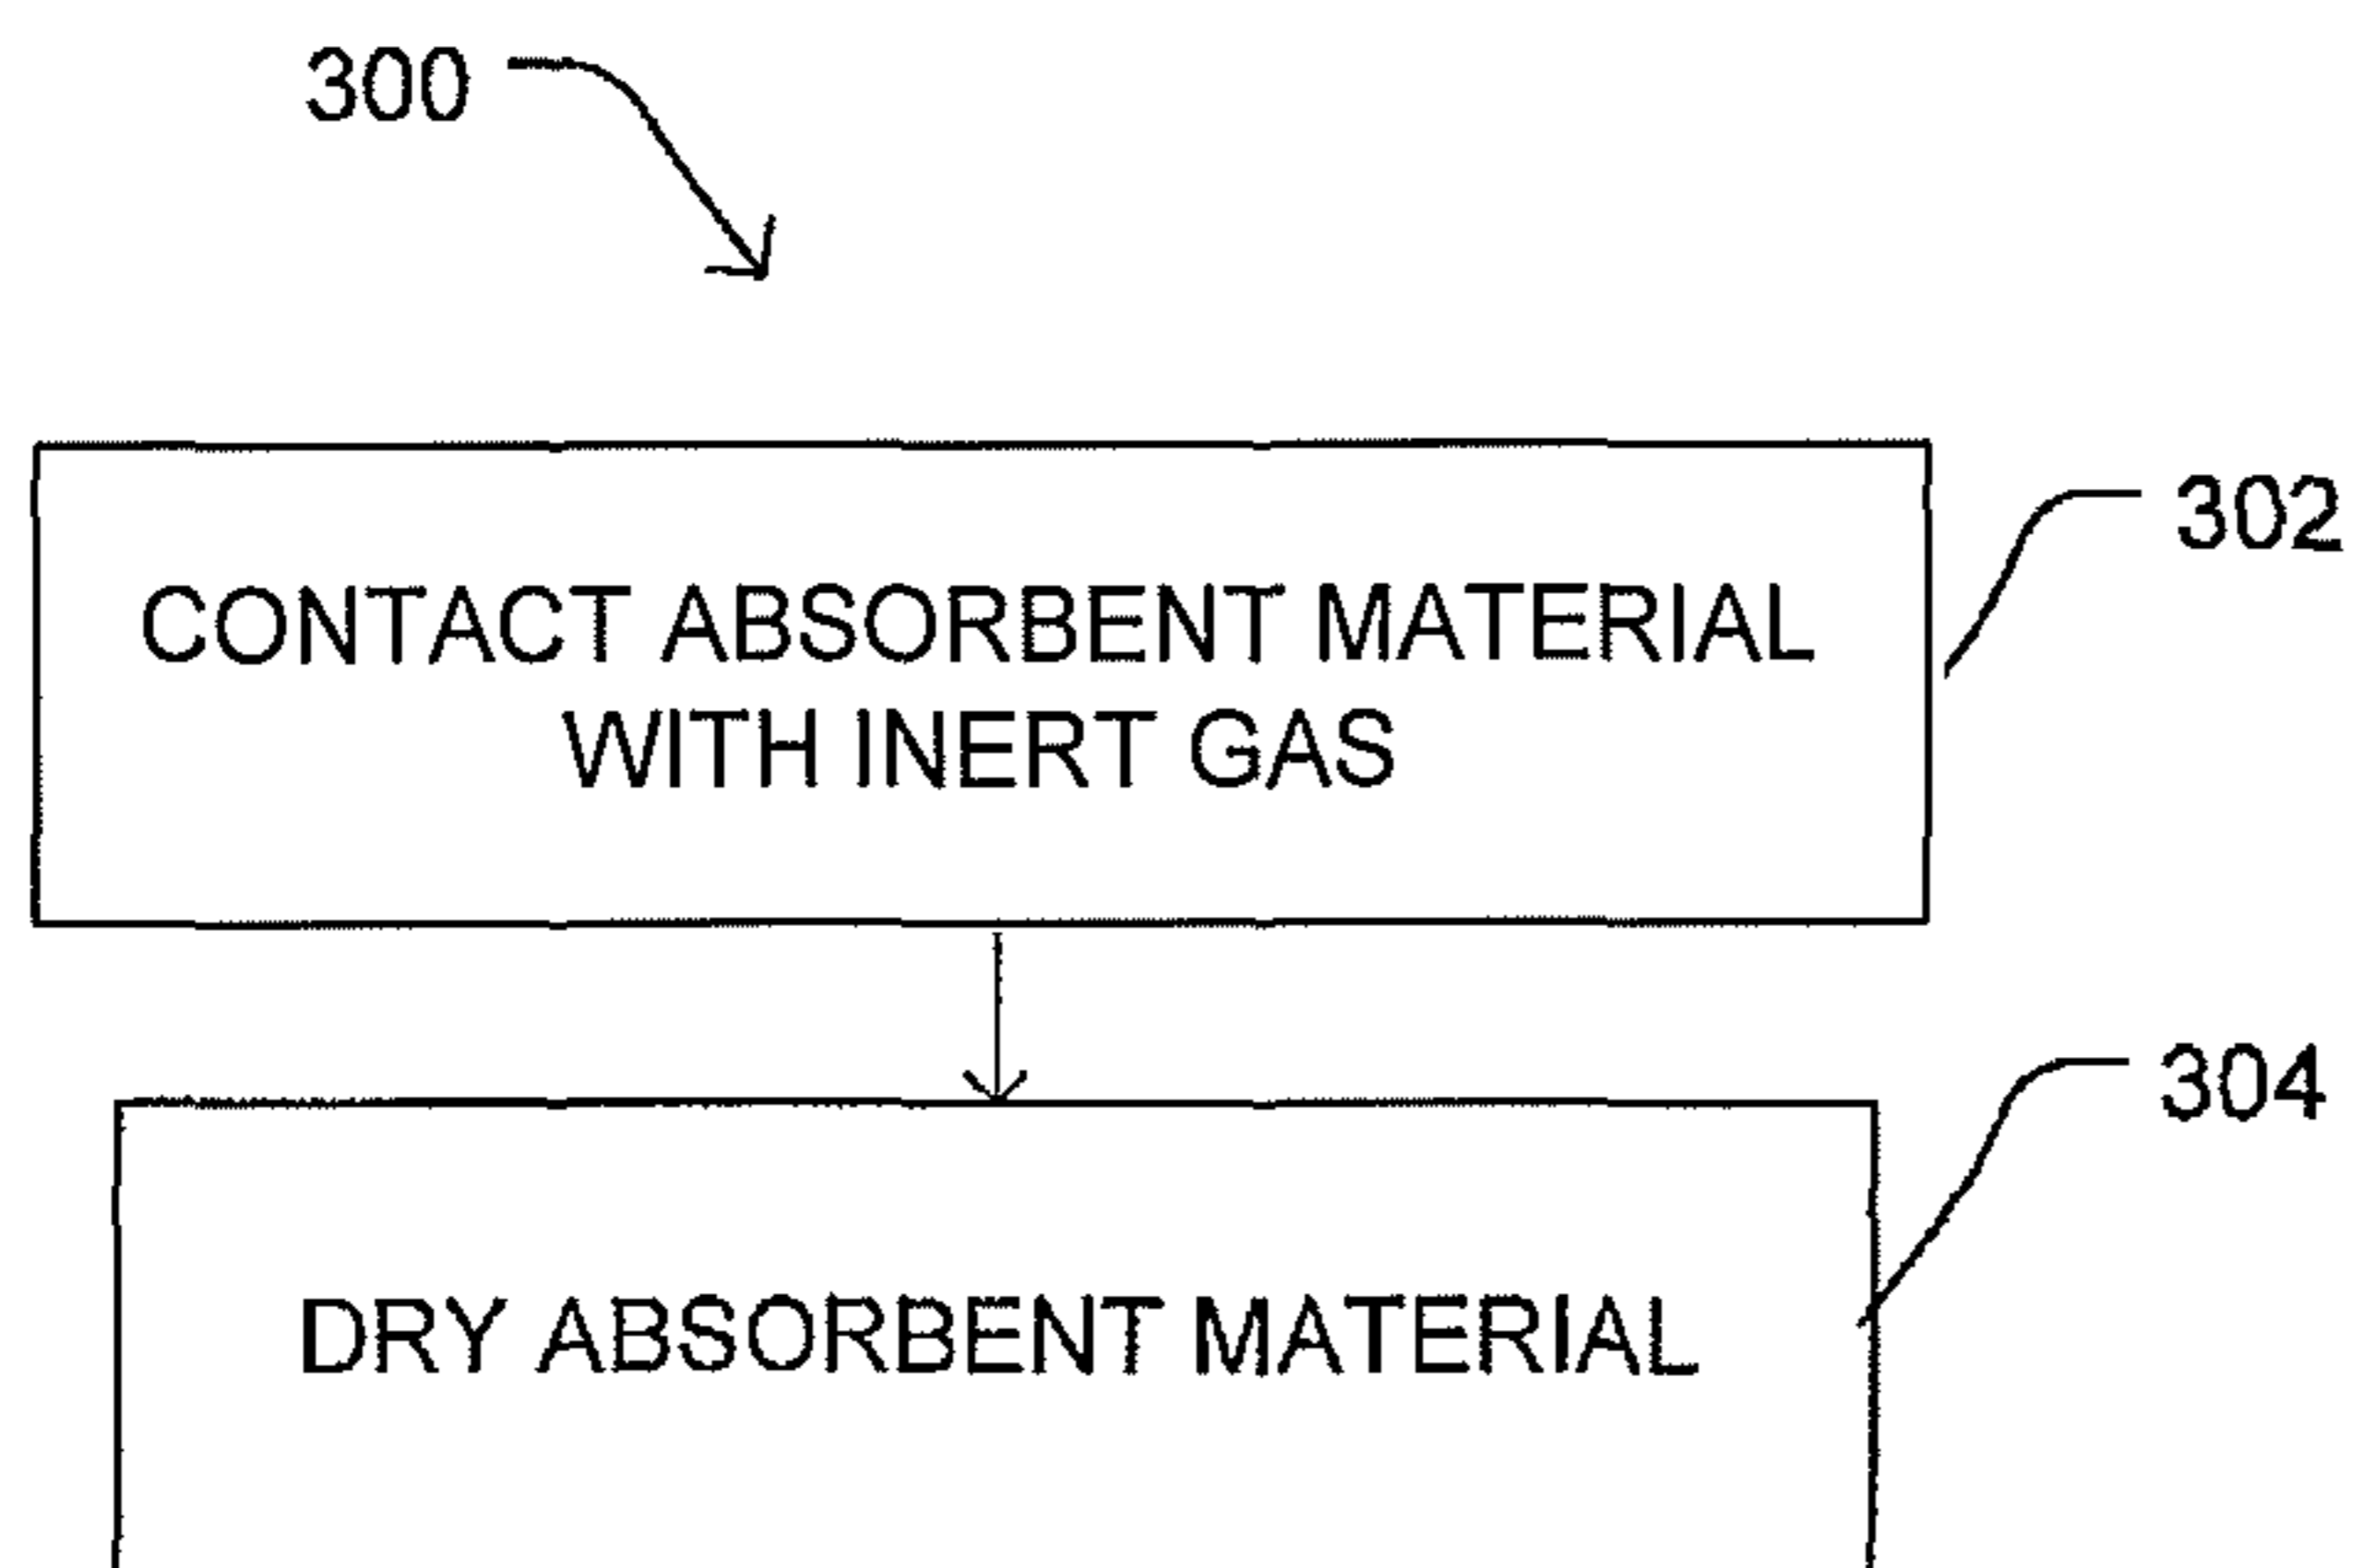 300
302
CONTACT ABSORBENT MATERIAL
WITH INERT GAS
304
DRY ABSORBENT MATERIAL